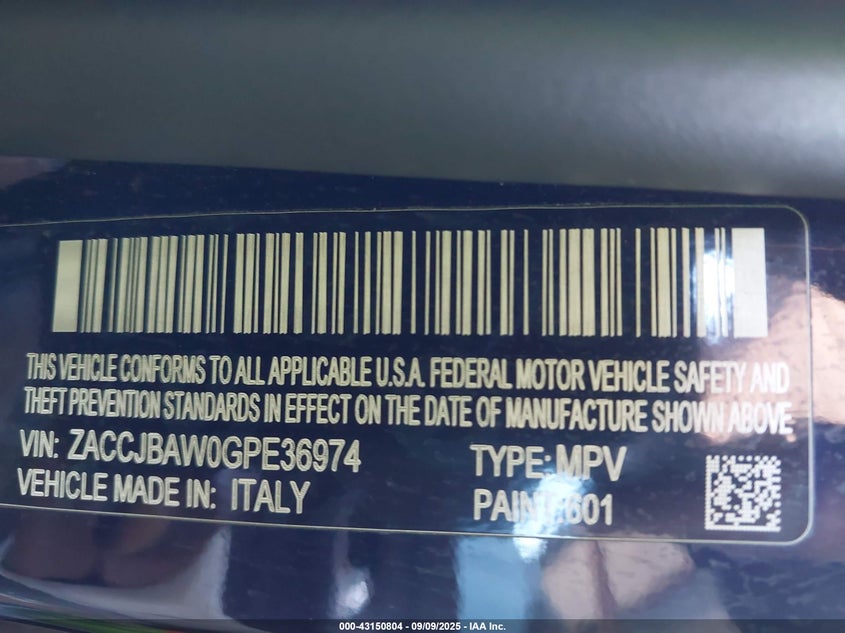 THIS VEHICLE CONFORMS TO ALL APPLICABLE U.S.A. FEDERAL MOTOR VEHICLE SAFETY AND
THEFT PREVENTION STANDARDS IN EFFECT ON THE DATE OF MANUFACTURE SHOWN ABOVE
VIN: ZACCJBAW0GPE36974 TYPE: MPV
VEHICLE MADE IN: ITALY PAINT: 601
000-43150804 - 09/09/2025 - IAA Inc.